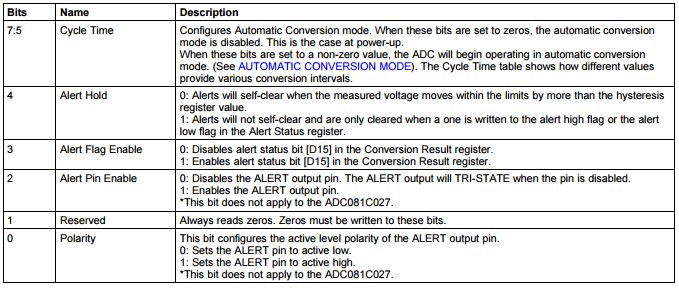 Bits Name Description
7:5 Cycle Time Configures Automatic Conversion mode. When these bits are set to zeros, the automatic conversion
mode is disabled. This is the case at power-up.
When these bits are set to a non-zero value, the ADC will begin operating in automatic conversion
mode. (See AUTOMATIC CONVERSION MODE). The Cycle Time table shows how different values
provide various conversion intervals.
4 Alert Hold 0: Alerts will self-clear when the measured voltage moves within the limits by more than the hysteresis
register value.
1: Alerts will not self-clear and are only cleared when a one is written to the alert high flag or the alert
low flag in the Alert Status register.
3 Alert Flag Enable 0: Disables alert status bit [D15] in the Conversion Result register.
1: Enables alert status bit [D15] in the Conversion Result register.
2 Alert Pin Enable 0: Disables the ALERT output pin. The ALERT output will TRI-STATE when the pin is disabled.
1: Enables the ALERT output pin.
*This bit does not apply to the ADC081C027.
1 Reserved Always reads zeros. Zeros must be written to these bits.
0 Polarity This bit configures the active level polarity of the ALERT output pin.
0: Sets the ALERT pin to active low.
1: Sets the ALERT pin to active high.
*This bit does not apply to the ADC081C027.